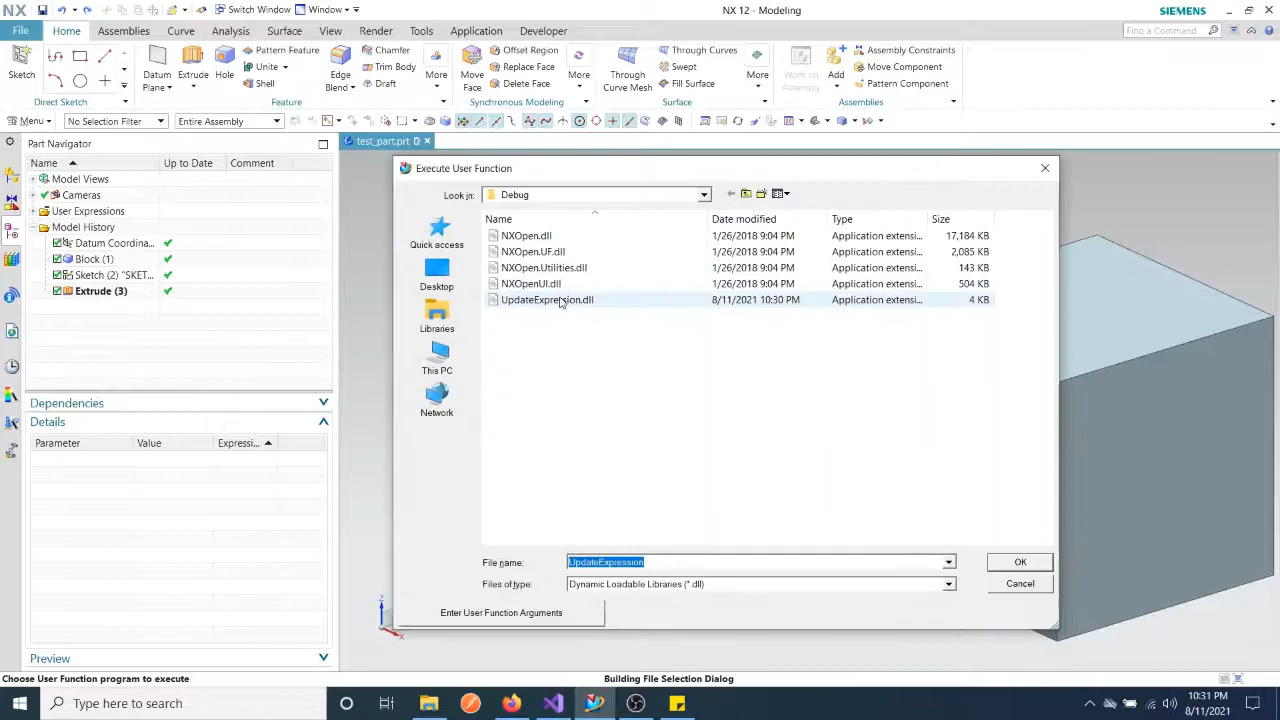 NX
Switch Window
Window
NX 12 - Modeling
SIEMENS
File
Home
Assemblies
Curve
Analysis
Surface
View
Render
Tools
Application
Developer
Find a Command
Sketch
Direct Sketch
Datum Plane
Extrude
Hole
Pattern Feature
Unite
Shell
Edge Blend
Chamfer
Trim Body
Draft
More
Feature
Move Face
Offset Region
Replace Face
Delete Face
More
Synchronous Modeling
Through Curve Mesh
Through Curves
Swept
Fill Surface
More
Surface
Work on Assembly
Add
Assembly Constraints
Move Component
Pattern Component
Assemblies
Menu
No Selection Filter
Entire Assembly
Part Navigator
Name
Up to Date
Comment
Model Views
Cameras
User Expressions
Model History
Datum Coordina...
Block (1)
Sketch (2) "SKET...
Extrude (3)
Dependencies
Details
Parameter
Value
Expressi...
Preview
test_part.prt
Execute User Function
Look in:
Debug
Quick access
Desktop
Libraries
This PC
Network
Name
Date modified
Type
Size
NXOpen.dll 1/26/2018 9:04 PM Application extensi... 17,184 KB
NXOpen.UF.dll 1/26/2018 9:04 PM Application extensi... 2,085 KB
NXOpen.Utilities.dll 1/26/2018 9:04 PM Application extensi... 143 KB
NXOpenUI.dll 1/26/2018 9:04 PM Application extensi... 504 KB
UpdateExpression.dll 8/11/2021 10:30 PM Application extensi... 4 KB
File name:
UpdateExpression
OK
Files of type:
Dynamic Loadable Libraries (*.dll)
Cancel
Enter User Function Arguments
Z
X
Choose User Function program to execute
Building File Selection Dialog
Type here to search
10:31 PM
8/11/2021